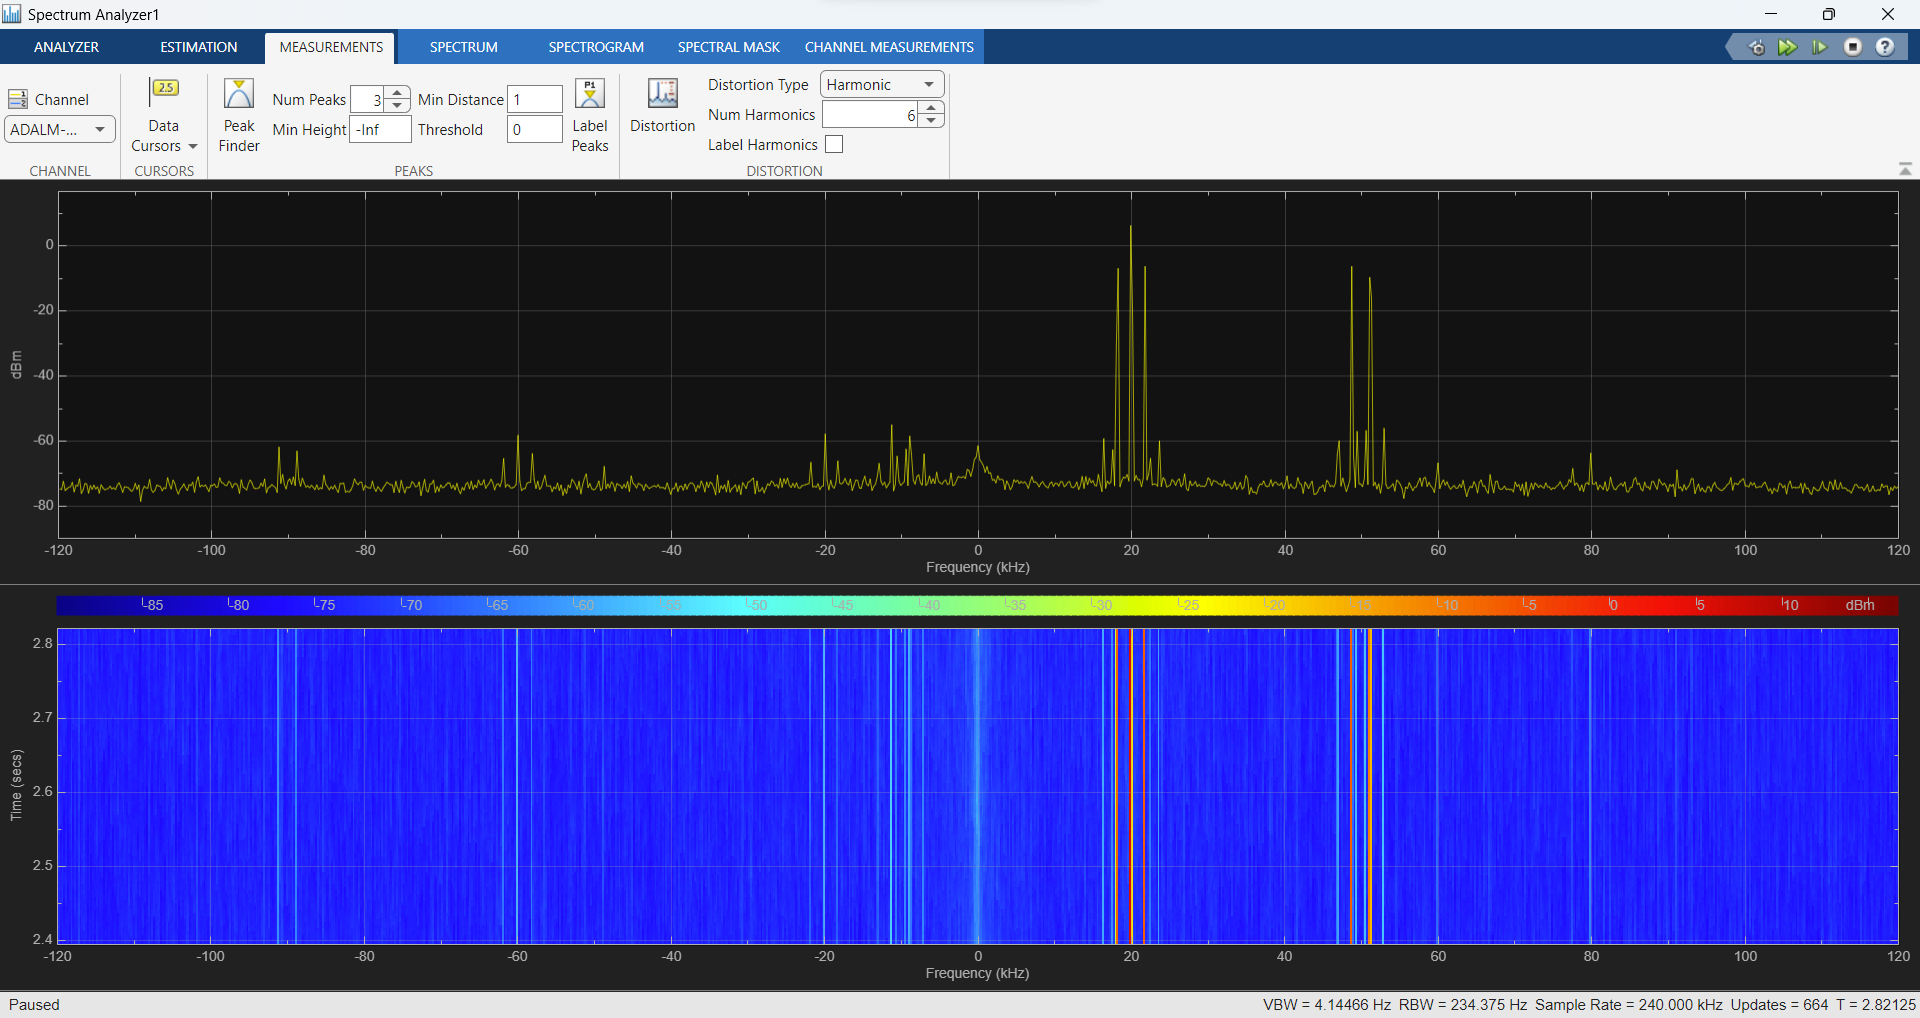 Spectrum Analyzer1
ANALYZER ESTIMATION MEASUREMENTS SPECTRUM SPECTROGRAM SPECTRAL MASK CHANNEL MEASUREMENTS
Channel
ADALM-...
CHANNEL
2.5
Data
Cursors
CURSORS
Peak
Finder
Num Peaks 3 Min Distance 1
Min Height -Inf Threshold 0
P1
Label
Peaks
PEAKS
Distortion
Distortion Type Harmonic
Num Harmonics 6
Label Harmonics
DISTORTION
dBm
0
-20
-40
-60
-80
-120 -100 -80 -60 -40 -20 0 20 40 60 80 100 120
Frequency (kHz)
-85 -80 -75 -70 -65 -60 -55 -50 -45 -40 -35 -30 -25 -20 -15 -10 -5 0 5 10 dBm
Time (secs)
2.8
2.7
2.6
2.5
2.4
-120 -100 -80 -60 -40 -20 0 20 40 60 80 100 120
Frequency (kHz)
Paused
VBW = 4.14466 Hz RBW = 234.375 Hz Sample Rate = 240.000 kHz Updates = 664 T = 2.82125